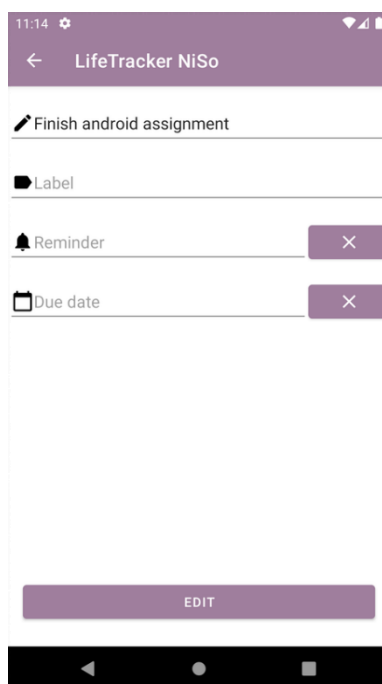 11:14
LifeTracker NiSo
Finish android assignment
Label
Reminder
Due date
EDIT